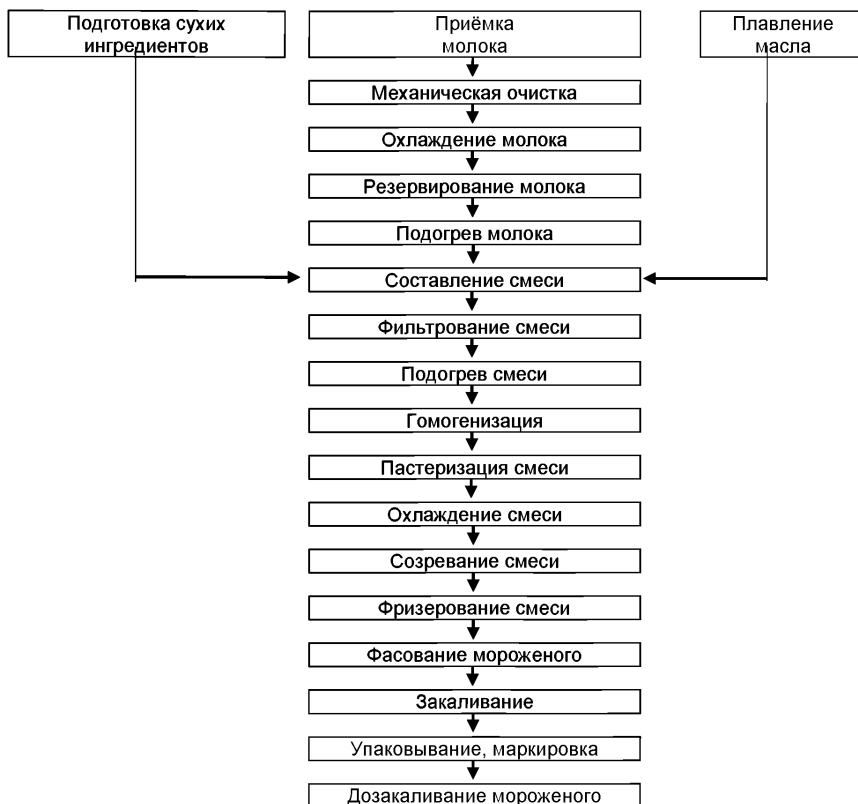 Подготовка сухих
ингредиентов
Приёмка
молока
Плавление
масла
Механическая очистка
Охлаждение молока
Резервирование молока
Подогрев молока
Составление смеси
Фильтрование смеси
Подогрев смеси
Гомогенизация
Пастеризация смеси
Охлаждение смеси
Созревание смеси
Фризерование смеси
Фасование мороженого
Закаливание
Упаковывание, маркировка
Дозакаливание мороженого